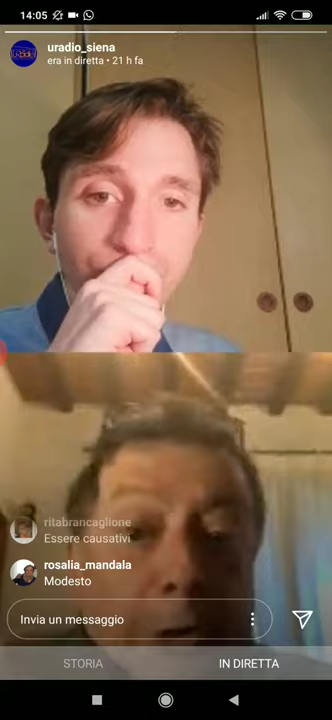 14:05
uradio_siena
era in diretta • 21 h fa
ritabrancaglione
Essere causativi
rosalia_mandala
Modesto
Invia un messaggio
STORIA
IN DIRETTA